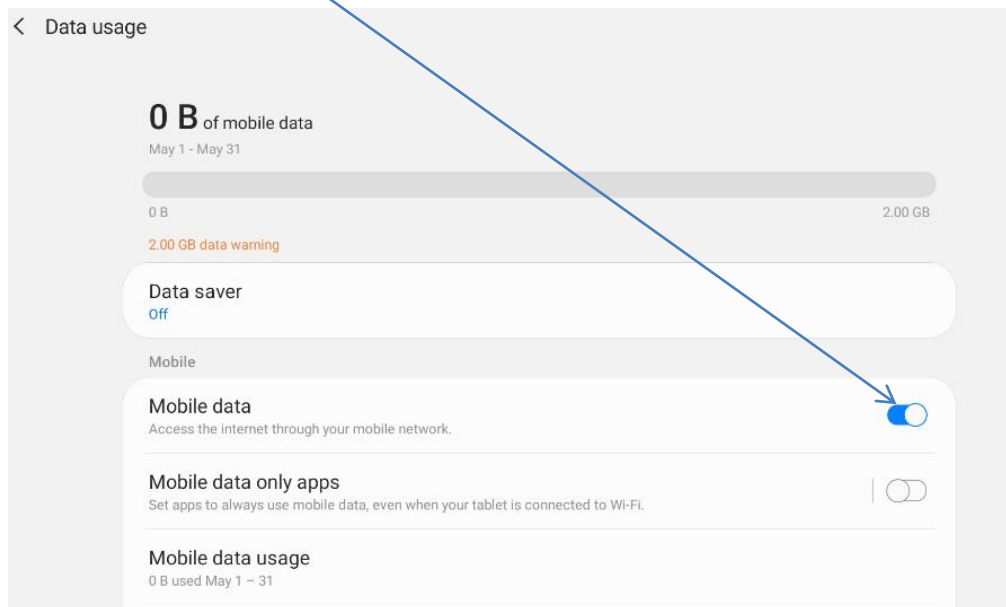 Data usage
0 B of mobile data
May 1 - May 31
0 B
2.00 GB
2.00 GB data warning
Data saver
Off
Mobile
Mobile data
Access the internet through your mobile network.
Mobile data only apps
Set apps to always use mobile data, even when your tablet is connected to Wi-Fi.
Mobile data usage
0 B used May 1 – 31